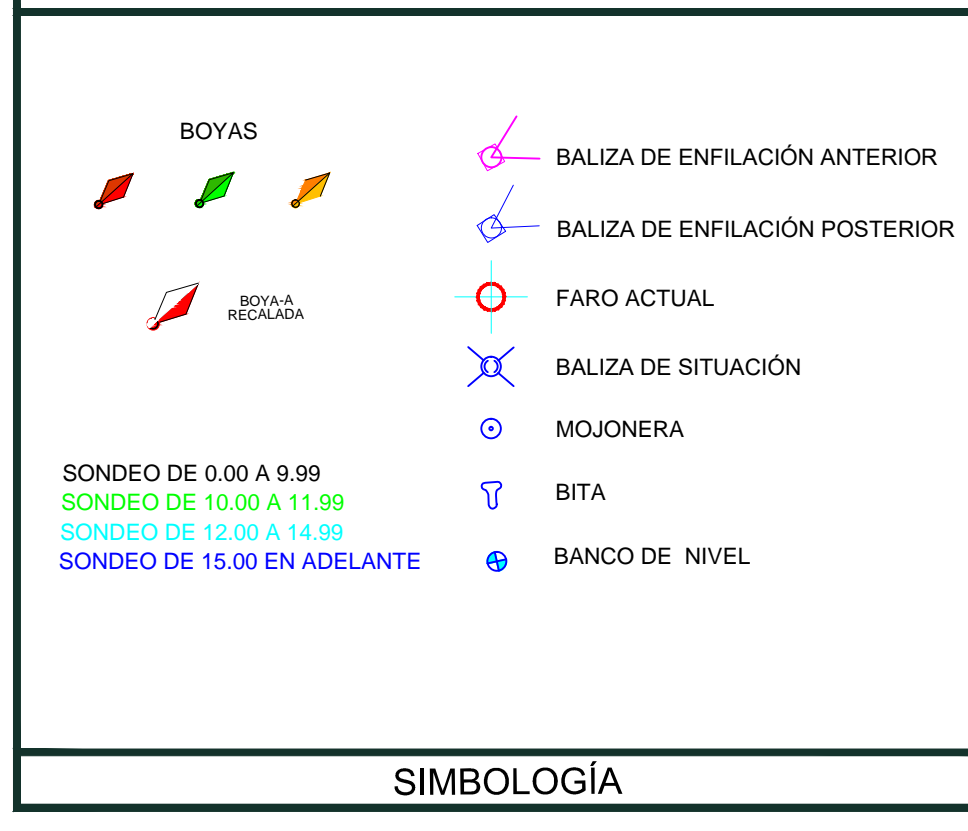 BOYAS
BOYA-A
RECALADA
SONDEO DE 0.00 A 9.99
SONDEO DE 10.00 A 11.99
SONDEO DE 12.00 A 14.99
SONDEO DE 15.00 EN ADELANTE
BALIZA DE ENFILACIÓN ANTERIOR
BALIZA DE ENFILACIÓN POSTERIOR
FARO ACTUAL
BALIZA DE SITUACIÓN
MOJONERA
BITA
BANCO DE NIVEL
SIMBOLOGÍA